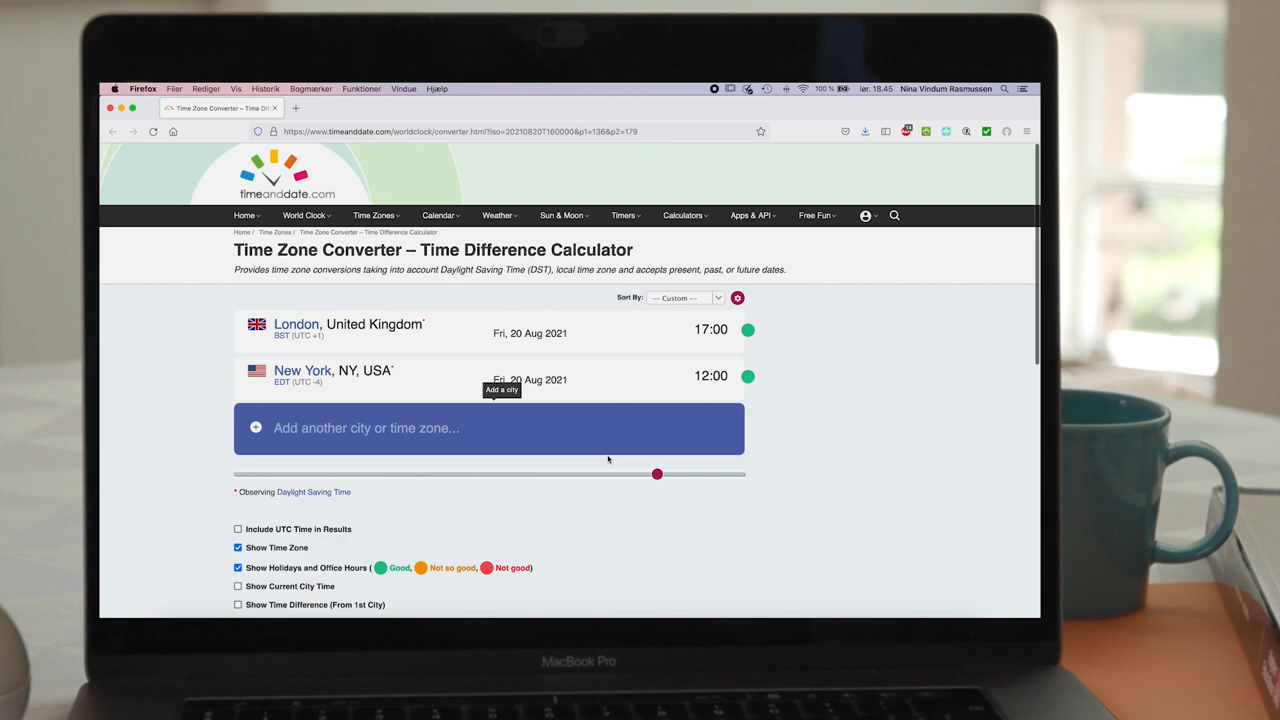 Firefox Filer Rediger Vis Historik Bogmærker Funktioner Vindue Hjælp 100 % lør. 18.45 Nina Vindum Rasmussen
Time Zone Converter – Time Di
https://www.timeanddate.com/worldclock/converter.html?iso=20210820T160000&p1=136&p2=179
timeanddate.com
Home World Clock Time Zones Calendar Weather Sun & Moon Timers Calculators Apps & API Free Fun
Home / Time Zones / Time Zone Converter – Time Difference Calculator
Time Zone Converter – Time Difference Calculator
Provides time zone conversions taking into account Daylight Saving Time (DST), local time zone and accepts present, past, or future dates.
Sort By: -- Custom --
London, United Kingdom* Fri, 20 Aug 2021 17:00
BST (UTC +1)
New York, NY, USA* Fri, 20 Aug 2021 12:00
EDT (UTC -4)
Add a city
Add another city or time zone...
* Observing Daylight Saving Time
Include UTC Time in Results
Show Time Zone
Show Holidays and Office Hours ( Good, Not so good, Not good)
Show Current City Time
Show Time Difference (From 1st City)
MacBook Pro